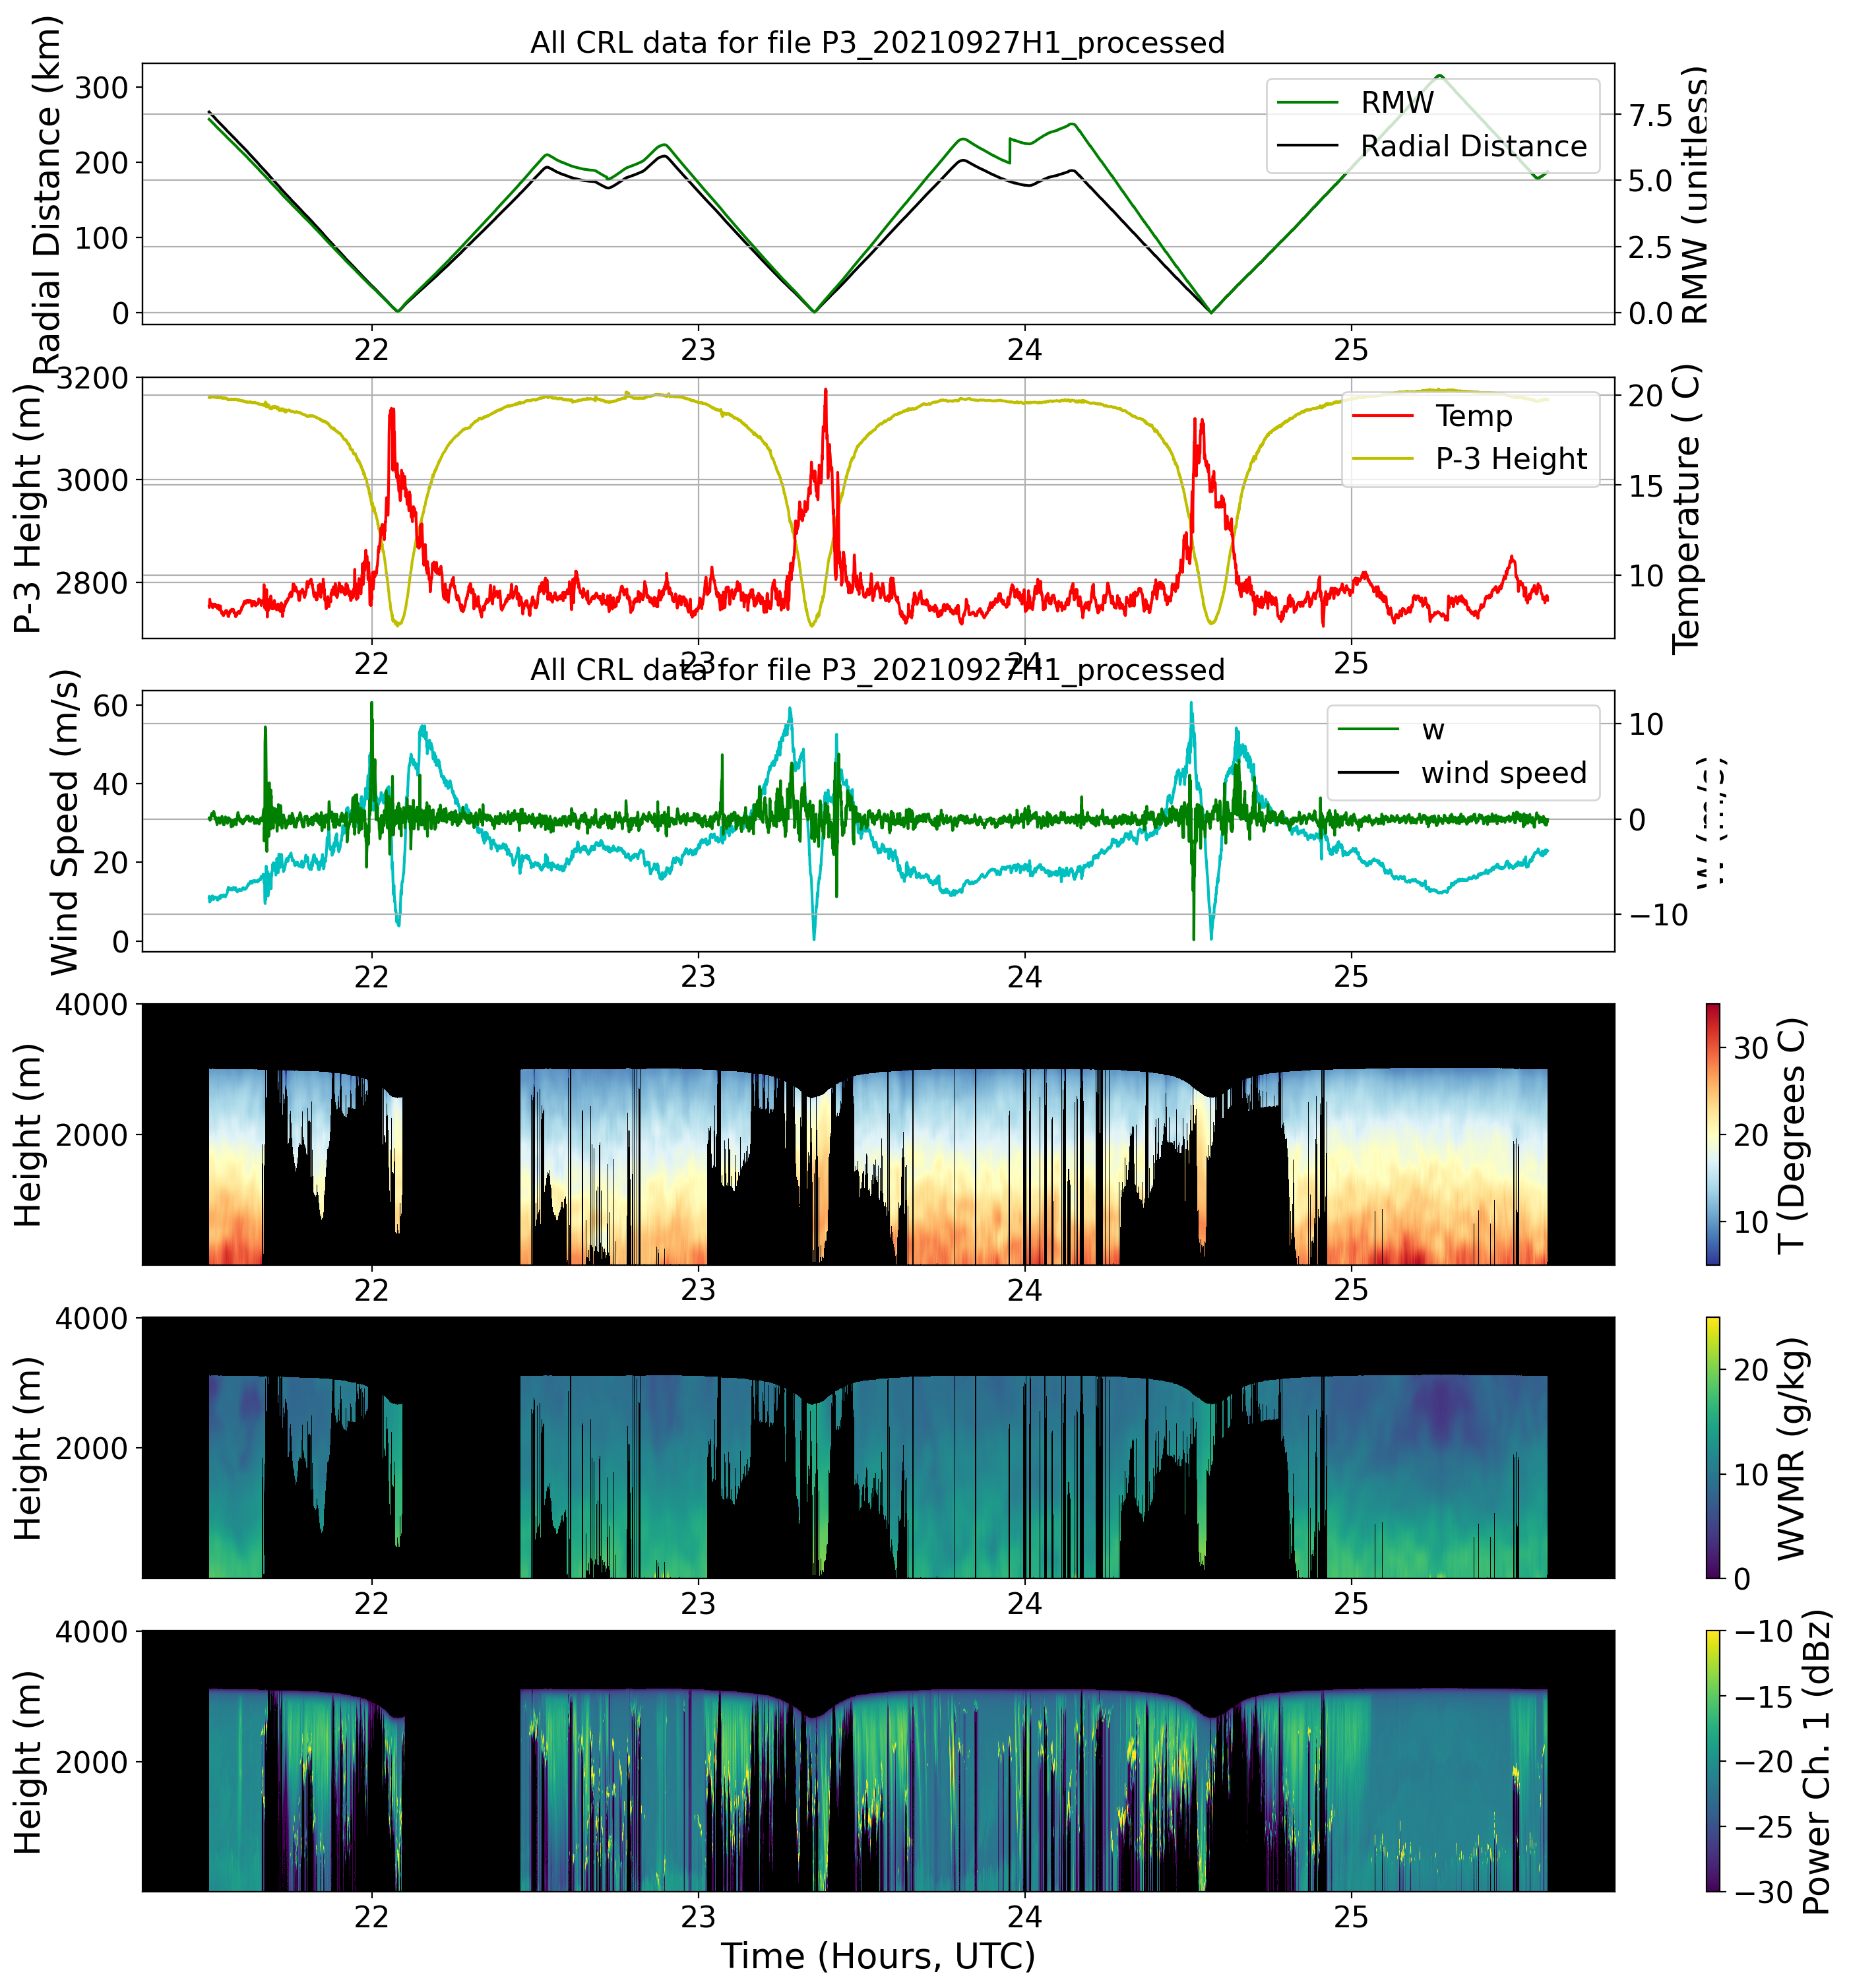 All CRL data for file P3_20210927H1_processed
Radial Distance (km)
300
200
100
0
RMW
Radial Distance
7.5
5.0
2.5
0.0
RMW (unitless)
22 23 24 25
P-3 Height (m)
3200
3000
2800
Temp
P-3 Height
20
15
10
Temperature ( C)
22 23 24 25
All CRL data for file P3_20210927H1_processed
Wind Speed (m/s)
60
40
20
0
w
wind speed
10
0
−10
22 23 24 25
Height (m)
4000
2000
30
20
10
T (Degrees C)
22 23 24 25
Height (m)
4000
2000
20
10
0
WVMR (g/kg)
22 23 24 25
Height (m)
4000
2000
−10
−15
−20
−25
−30
Power Ch. 1 (dBz)
22 23 24 25
Time (Hours, UTC)